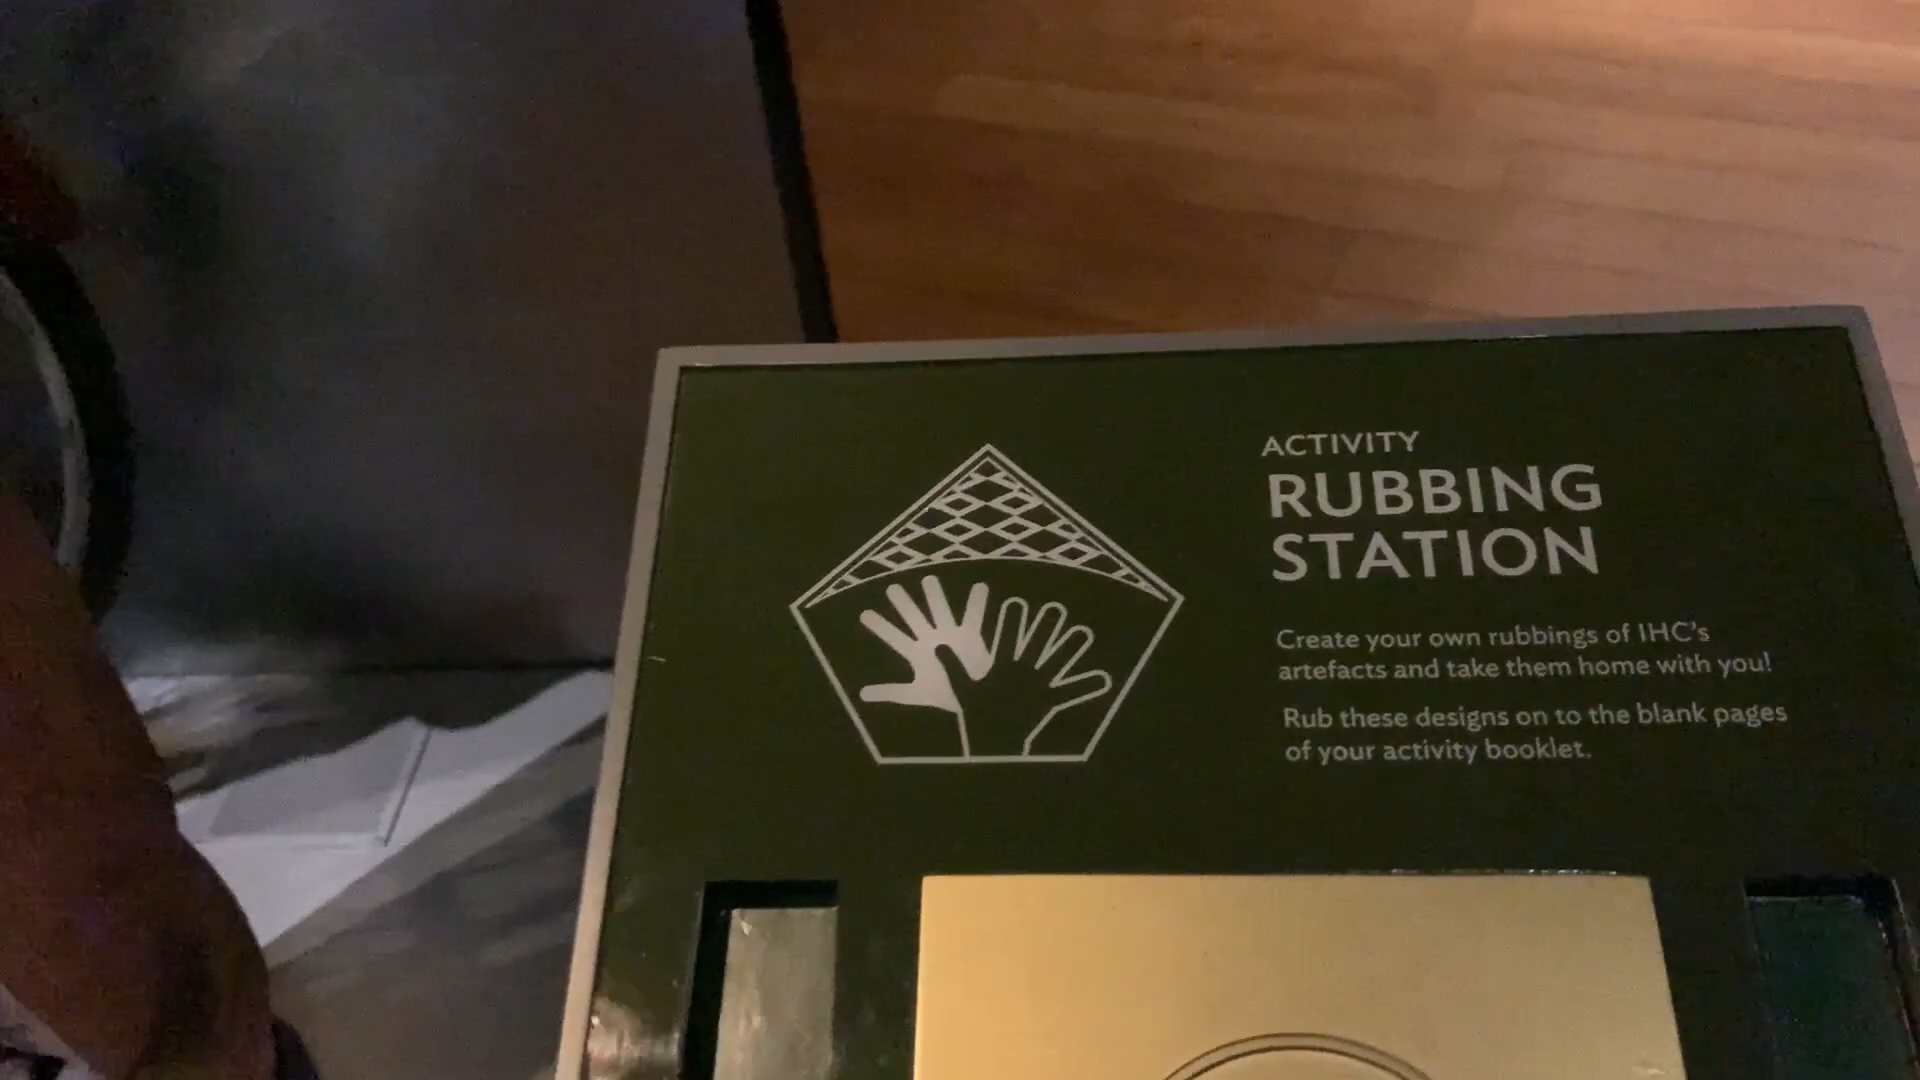 ACTIVITY
RUBBING
STATION
Create your own rubbings of IHC's
artefacts and take them home with you!
Rub these designs on to the blank pages
of your activity booklet.